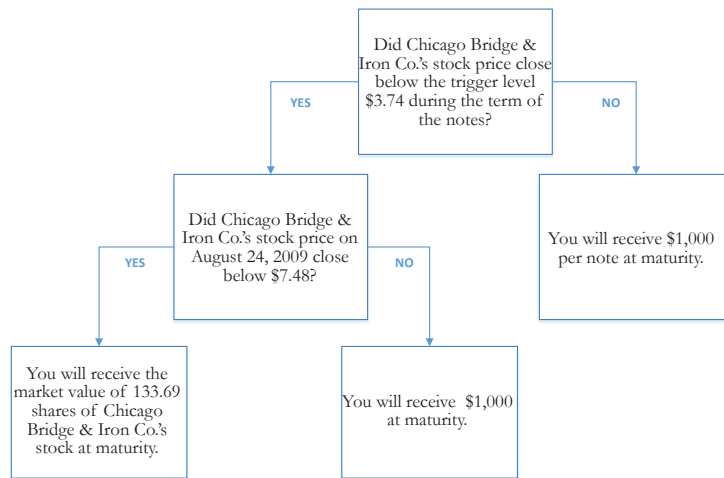 Did Chicago Bridge &
Iron Co.'s stock price close
below the trigger level
$3.74 during the term of
the notes?
YES
NO
Did Chicago Bridge &
Iron Co.'s stock price on
August 24, 2009 close
below $7.48?
You will receive $1,000
per note at maturity.
YES
NO
You will receive the
market value of 133.69
shares of Chicago
Bridge & Iron Co.'s
stock at maturity.
You will receive $1,000
at maturity.